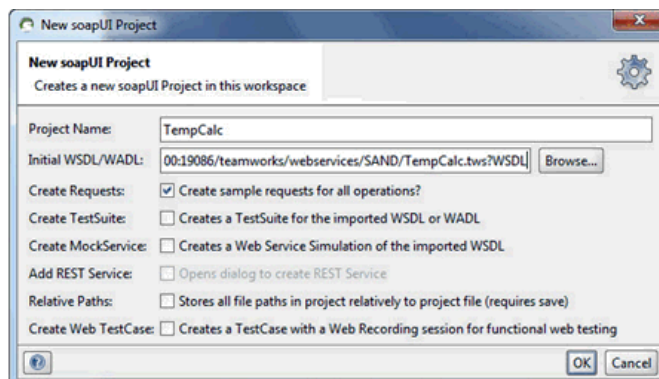 New soapUI Project
New soapUI Project
Creates a new soapUI Project in this workspace
Project Name: TempCalc
Initial WSDL/WADL: 00:19086/teamworks/webservices/SAND/TempCalc.tws?WSDL Browse...
Create Requests: Create sample requests for all operations?
Create TestSuite: Creates a TestSuite for the imported WSDL or WADL
Create MockService: Creates a Web Service Simulation of the imported WSDL
Add REST Service: Opens dialog to create REST Service
Relative Paths: Stores all file paths in project relatively to project file (requires save)
Create Web TestCase: Creates a TestCase with a Web Recording session for functional web testing
OK Cancel